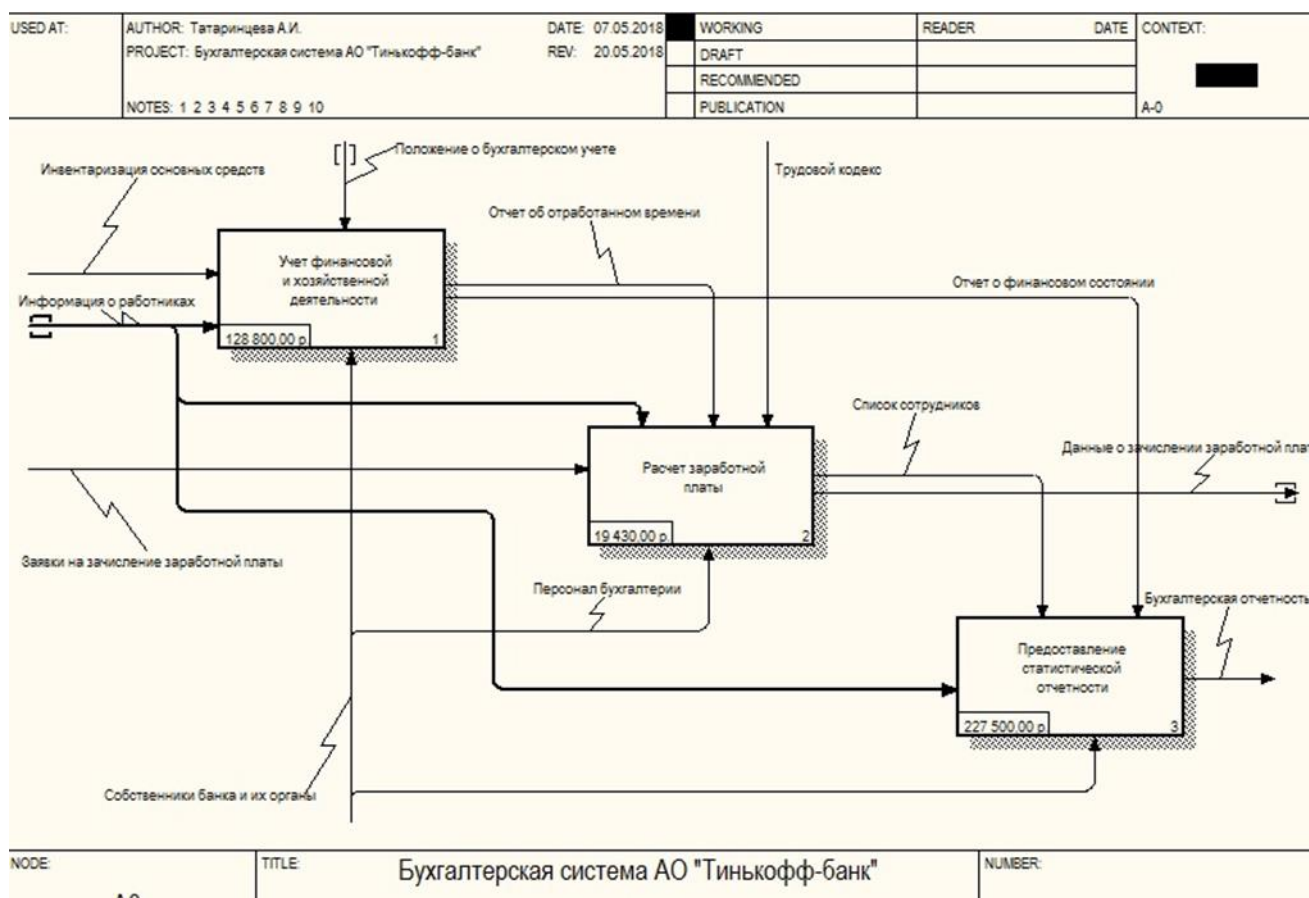 USED AT:
AUTHOR: Татаринцева А.И.
DATE: 07.05.2018
PROJECT: Бухгалтерская система АО "Тинькофф-банк"
REV: 20.05.2018
NOTES: 1 2 3 4 5 6 7 8 9 10
WORKING
DRAFT
RECOMMENDED
PUBLICATION
READER DATE
CONTEXT:
A-0
Положение о бухгалтерском учете
Трудовой кодекс
Инвентаризация основных средств
Отчет об отработанном времени
Учет финансовой
и хозяйственной
деятельности
128 800,00 р.
1
Отчет о финансовом состоянии
Информация о работниках
Список сотрудников
Данные о зачислении заработной плат
Расчет заработной
платы
19 430,00 р.
2
Заявки на зачисление заработной платы
Персонал бухгалтерии
Бухгалтерская отчетность
Предоставление
статистической
отчетности
227 500,00 р.
3
Собственники банка и их органы
NODE:
TITLE:
Бухгалтерская система АО "Тинькофф-банк"
NUMBER: